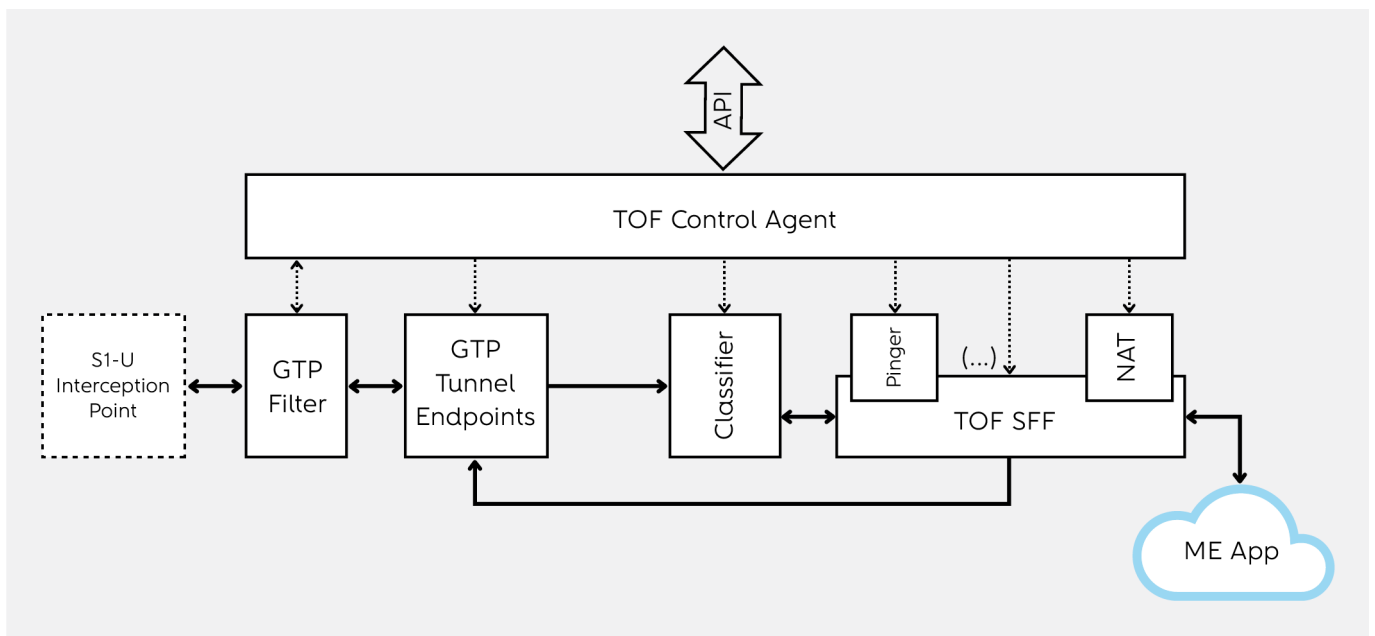 API
TOF Control Agent
S1-U
Interception
Point
GTP
Filter
GTP
Tunnel
Endpoints
Classifier
Pinger
(...)
NAT
TOF SFF
ME App